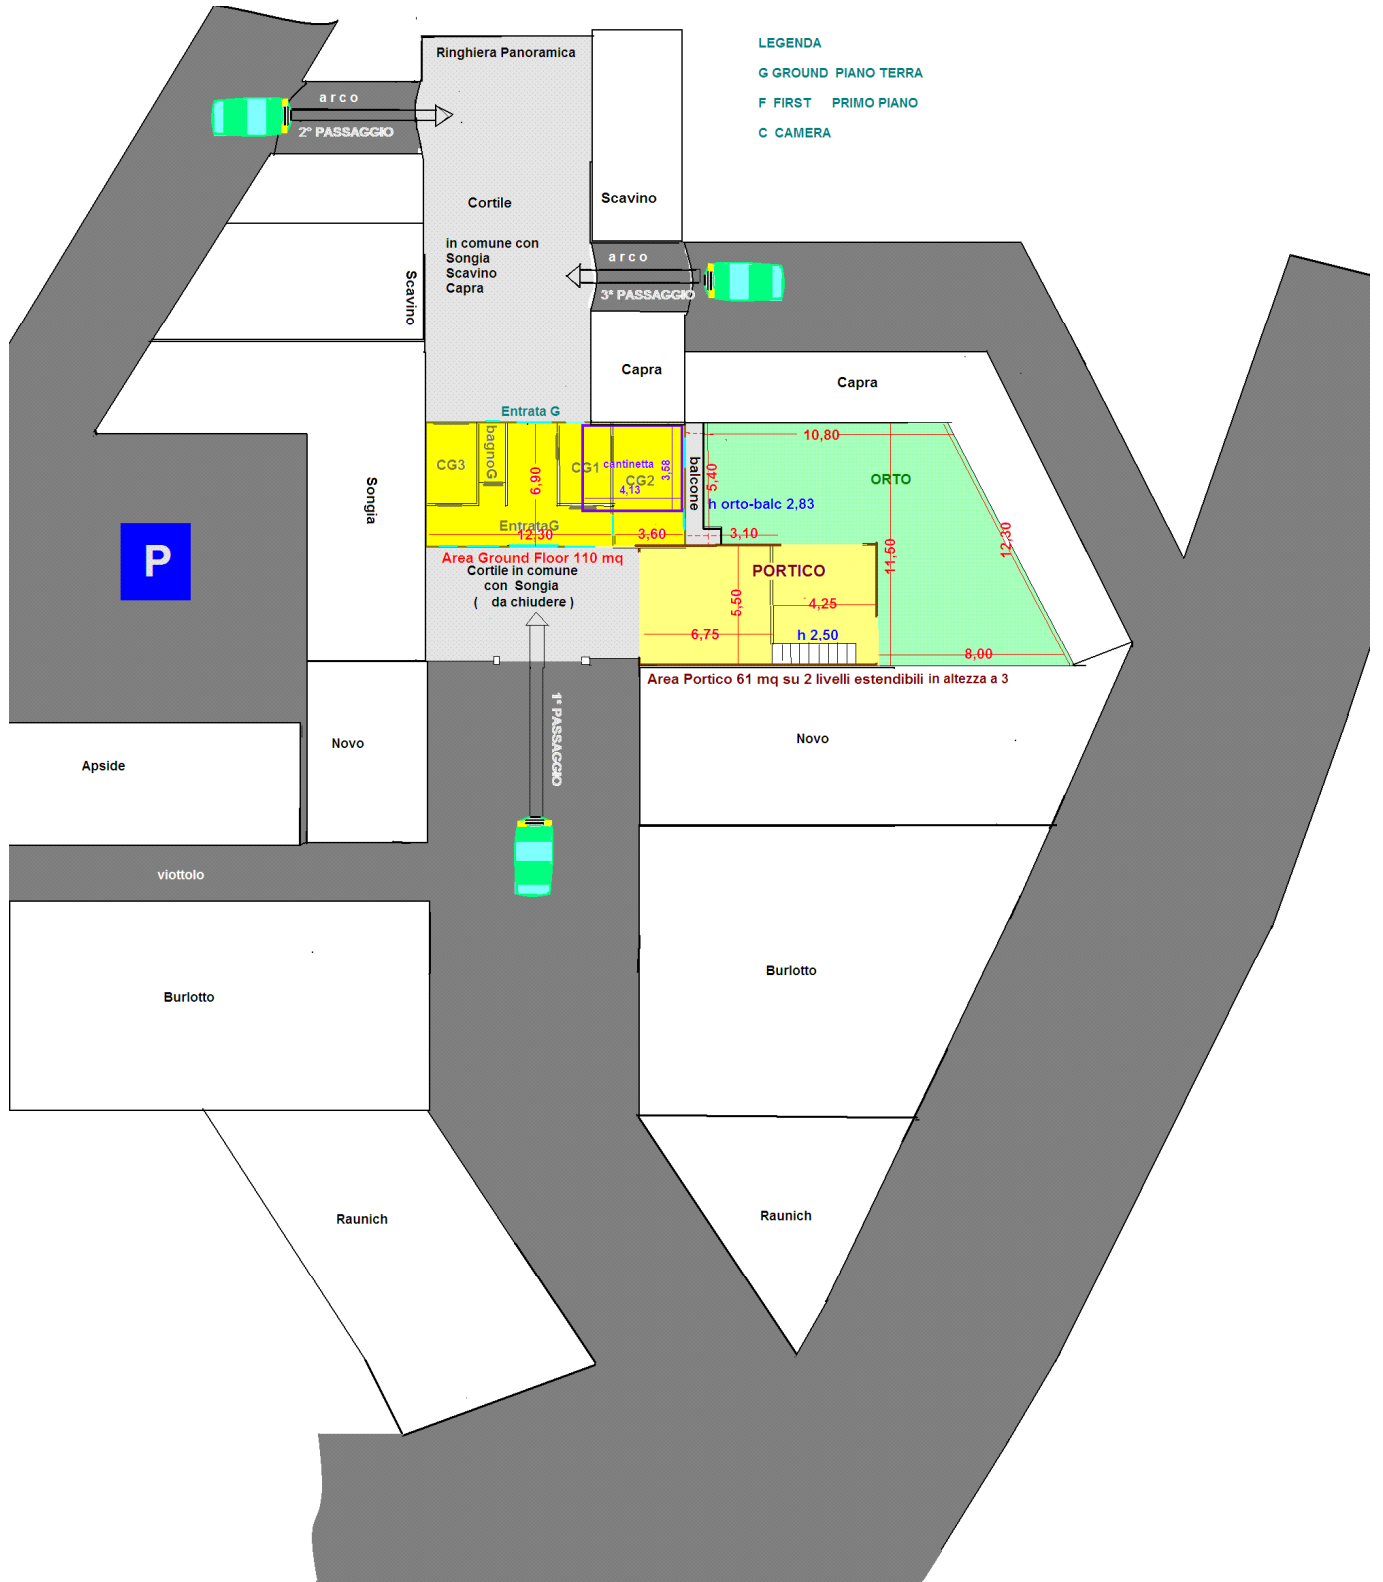 LEGENDA
G GROUND PIANO TERRA
F FIRST PRIMO PIANO
C CAMERA
Ringhiera Panoramica
arco
2° PASSAGGIO
Scavino
Cortile
in comune con
Songia
Scavino
Capra
arco
3° PASSAGGIO
Scavino
Capra
Capra
Entrata G
CG3
bagnoG
6,90
CG1
cantinetta
CG2
3,58
4,13
balcone
5,40
10,80
ORTO
h orto-balc 2,83
11,50
12,30
EntrataG
12,30
3,60
3,10
Songia
P
Area Ground Floor 110 mq
Cortile in comune
con Songia
( da chiudere )
PORTICO
5,50
4,25
6,75
h 2,50
8,00
Area Portico 61 mq su 2 livelli estendibili in altezza a 3
1° PASSAGGIO
Novo
Novo
Apside
viottolo
Burlotto
Burlotto
Raunich
Raunich